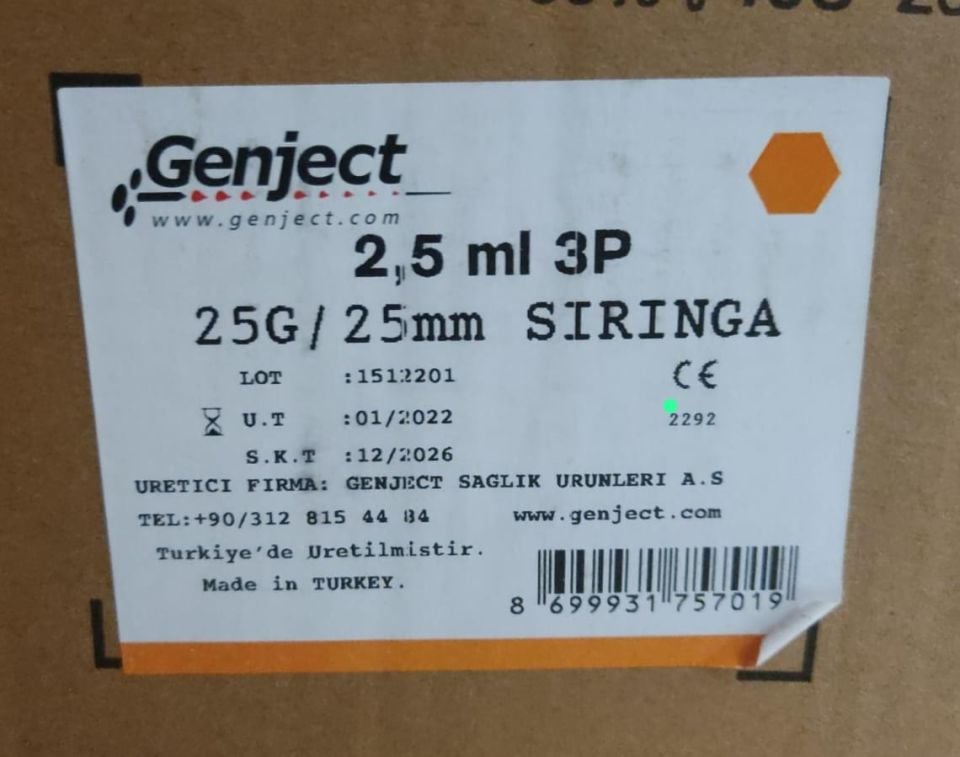 Genject
www.genject.com
2,5 ml 3P
25G/25mm SIRINGA
LOT :1512201
CE
U.T :01/2022
2292
S.K.T :12/2026
URETICI FIRMA: GENJECT SAGLIK URUNLERI A.S
TEL:+90/312 815 44 84 www.genject.com
Turkiye'de Uretilmistir.
Made in TURKEY.
8 699931 757019